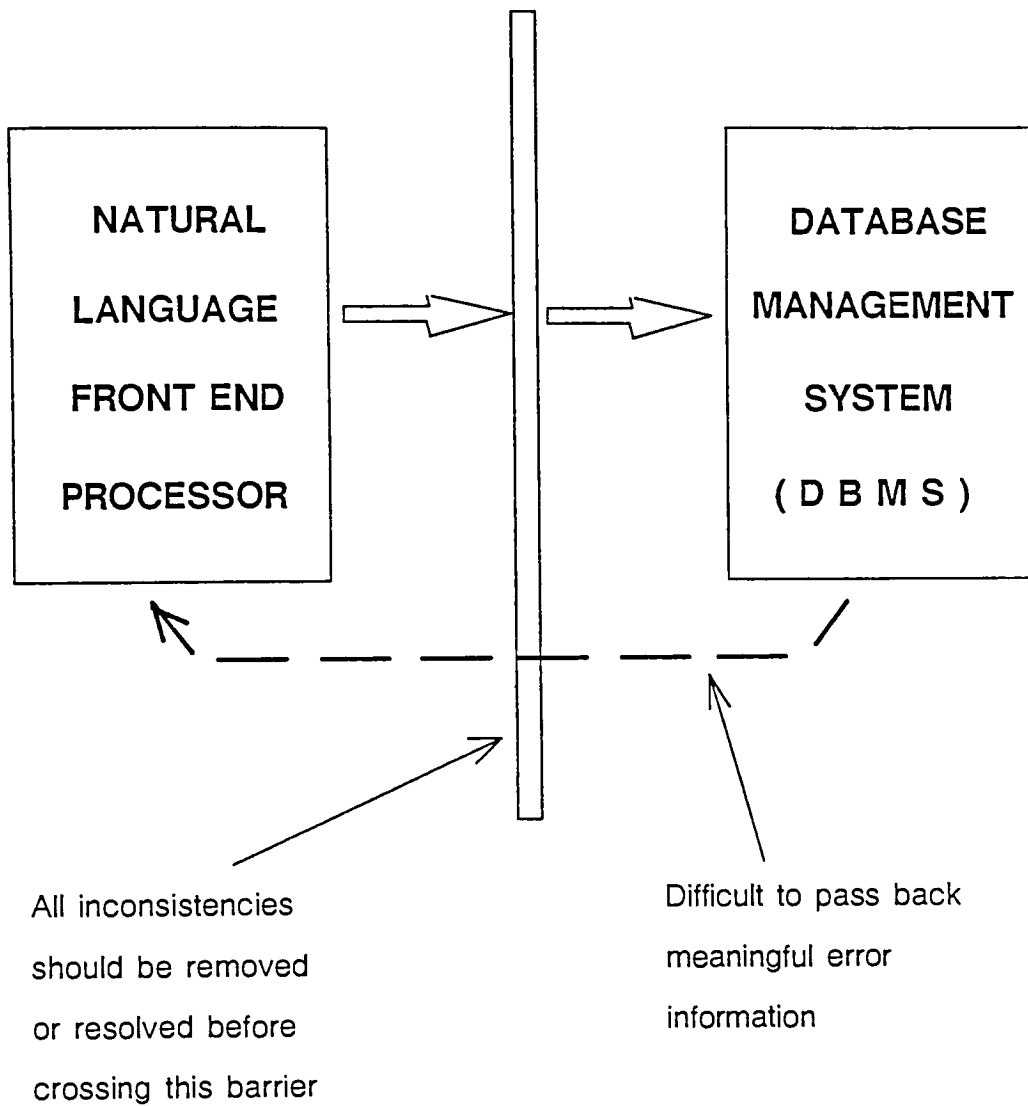 NATURAL
LANGUAGE
FRONT END
PROCESSOR
DATABASE
MANAGEMENT
SYSTEM
( D B M S )
All inconsistencies
should be removed
or resolved before
crossing this barrier
Difficult to pass back
meaningful error
information